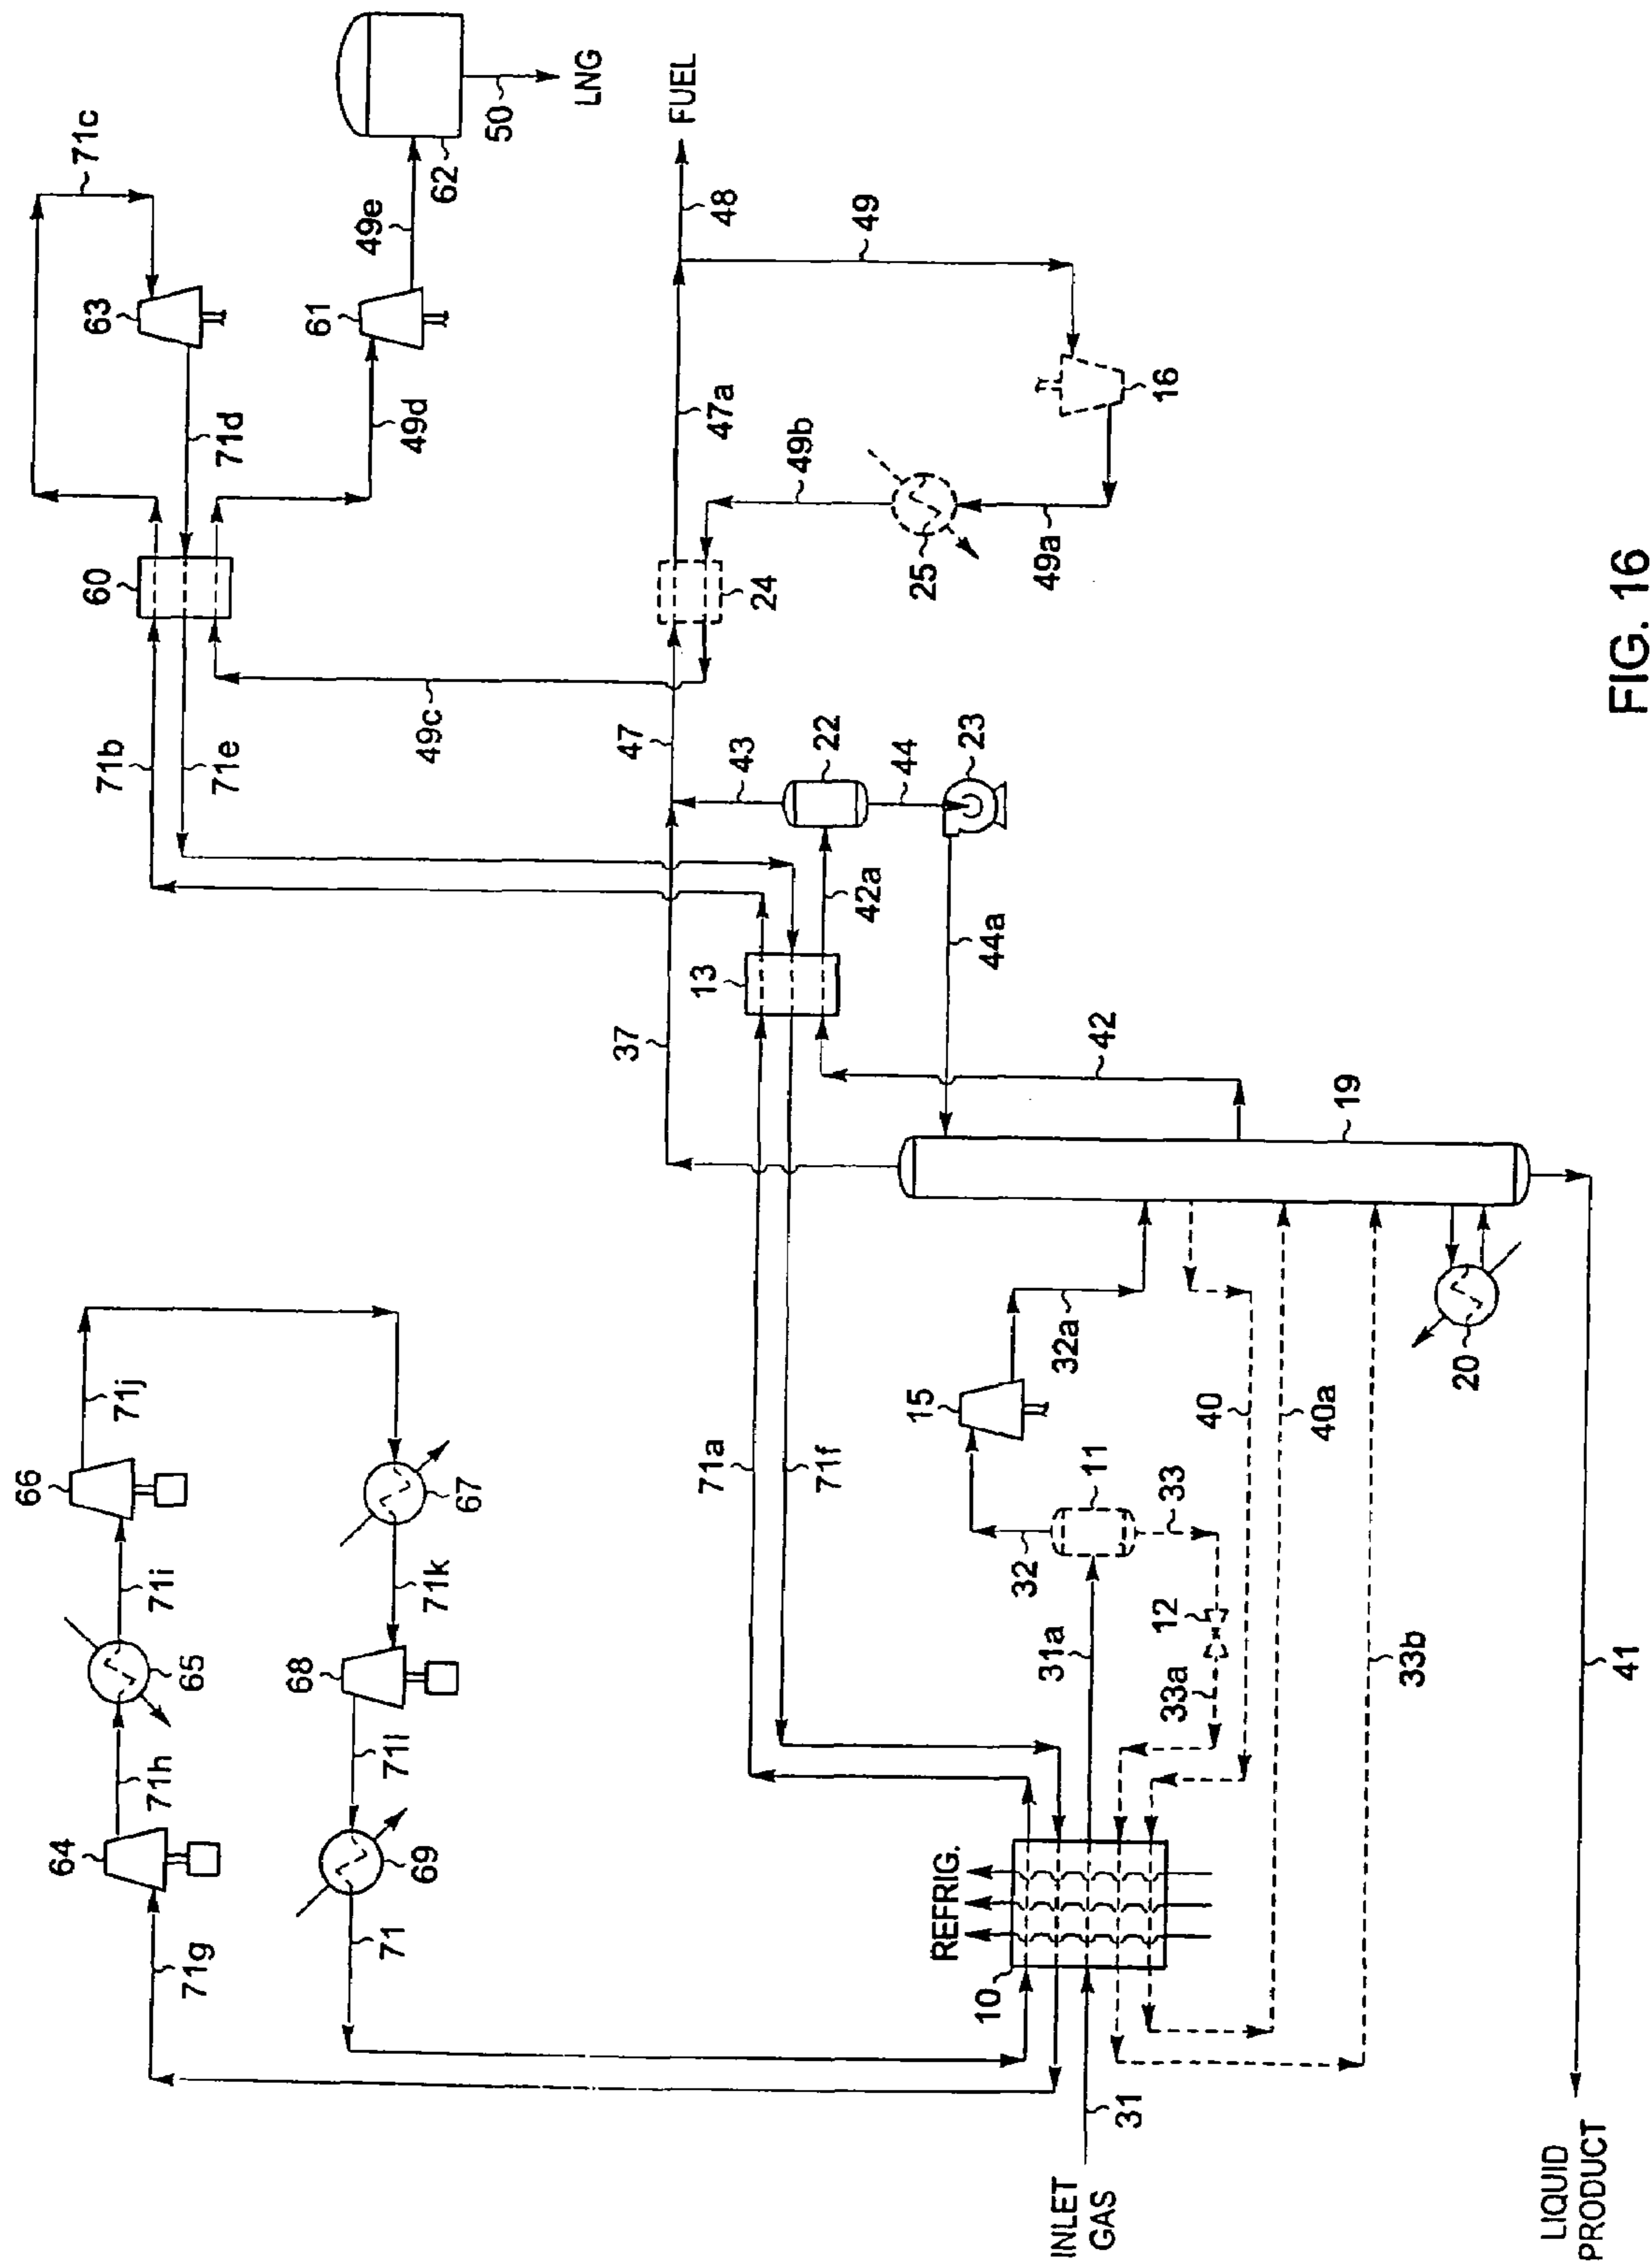 71c
63
71d
60
71b
71e
61
49d
49e
62
50
LNG
FUEL
48
49
47a
49b
16
25
49a
24
49c
47
43
22
44
23
42a
44a
13
37
42
19
71j
66
71i
65
71h
64
71g
67
71k
68
71l
69
71
71a
71f
15
32a
32
11
33
12
33a
31a
40
40a
33b
20
41
REFRIG.
10
31
INLET
GAS
LIQUID
PRODUCT
FIG. 16